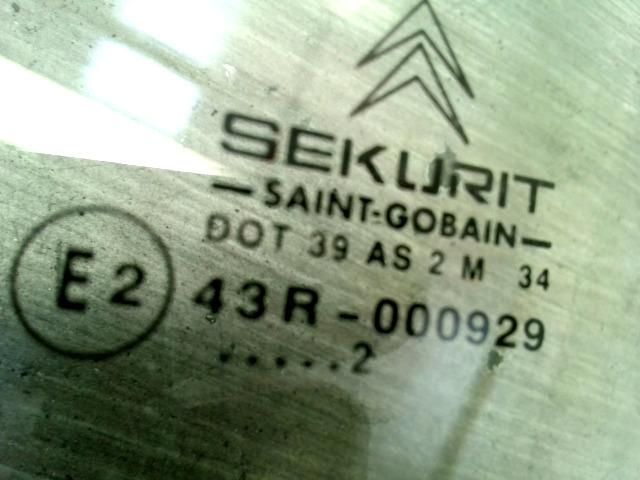 SEKURIT
—SAINT-GOBAIN—
DOT 39 AS 2 M 34
E2 43R-000929
.....2